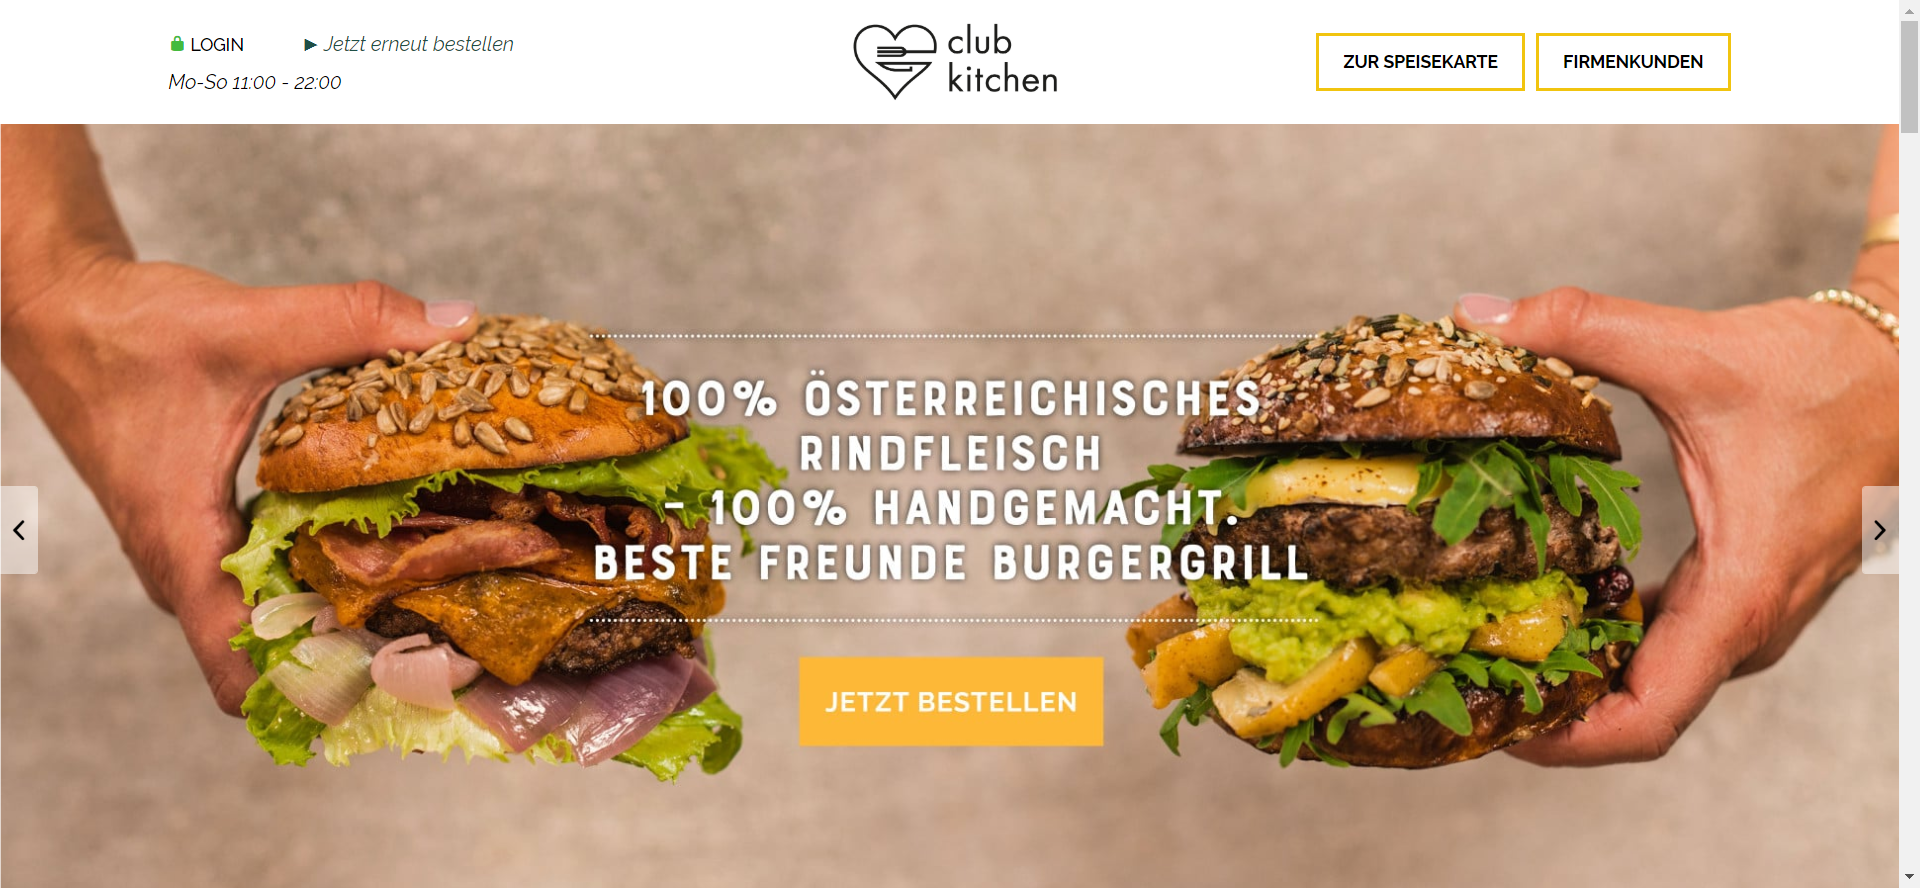 LOGIN
► Jetzt erneut bestellen
Mo-So 11:00 - 22:00
club
kitchen
ZUR SPEISEKARTE
FIRMENKUNDEN
100% ÖSTERREICHISCHES
RINDFLEISCH
- 100% HANDGEMACHT.
BESTE FREUNDE BURGERGRILL
JETZT BESTELLEN